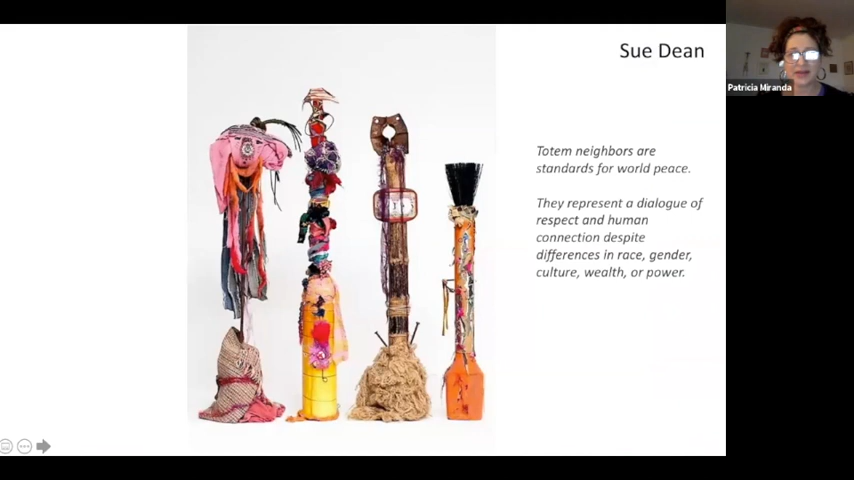 Sue Dean
Patricia Miranda
Totem neighbors are
standards for world peace.
They represent a dialogue of
respect and human
connection despite
differences in race, gender,
culture, wealth, or power.